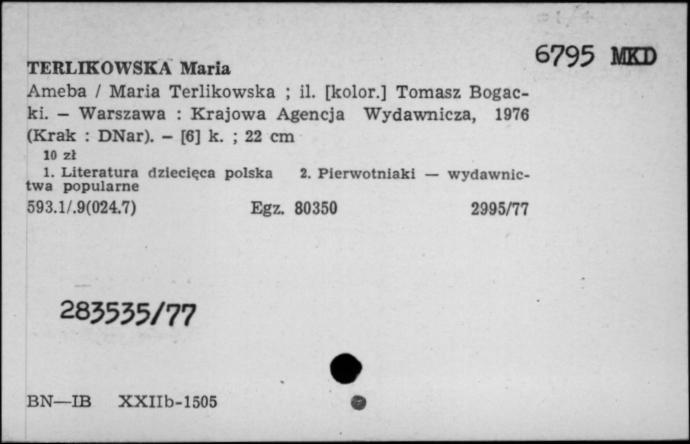 6795 MKD
TERLIKOWSKA Maria
Ameba / Maria Terlikowska ; il. [kolor.] Tomasz Bogac-
ki. — Warszawa : Krajowa Agencja Wydawnicza, 1976
(Krak : DNar). — [6] k. ; 22 cm
10 zł
1. Literatura dziecięca polska 2. Pierwotniaki — wydawnic-
twa popularne
593.1/.9(024.7) Egz. 80350 2995/77
283535/77
BN—IB XXIIb-1505